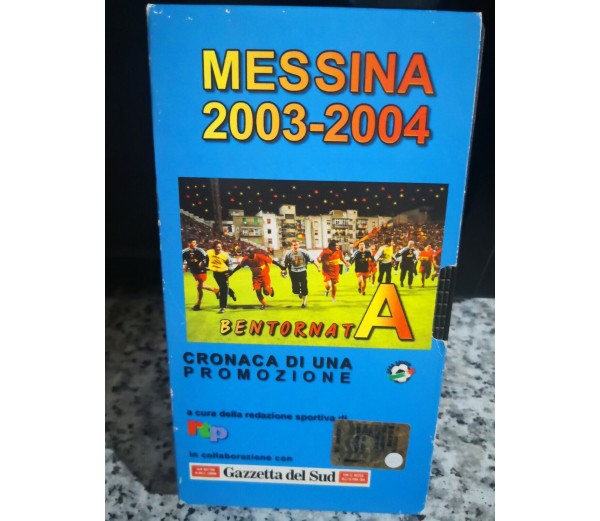 MESSINA
2003-2004
BENTORNATA
CRONACA DI UNA
PROMOZIONE
a cura della redazione sportiva di
rtp
in collaborazione con
Gazzetta del Sud